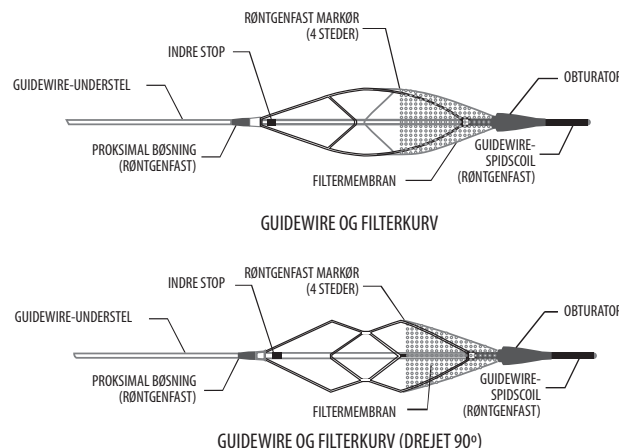 RØNTGENFAST MARKØR
(4 STEDER)
INDRE STOP
OBTURATOR
GUIDEWIRE-UNDERSTEL
PROKSIMAL BØSNING
(RØNTGENFAST)
GUIDEWIRE-
SPIDSCOIL
(RØNTGENFAST)
FILTERMEMBRAN
GUIDEWIRE OG FILTERKURV
RØNTGENFAST MARKØR
(4 STEDER)
INDRE STOP
OBTURATOR
GUIDEWIRE-UNDERSTEL
PROKSIMAL BØSNING
(RØNTGENFAST)
GUIDEWIRE-
SPIDSCOIL
(RØNTGENFAST)
FILTERMEMBRAN
GUIDEWIRE OG FILTERKURV (DREJET 90º)